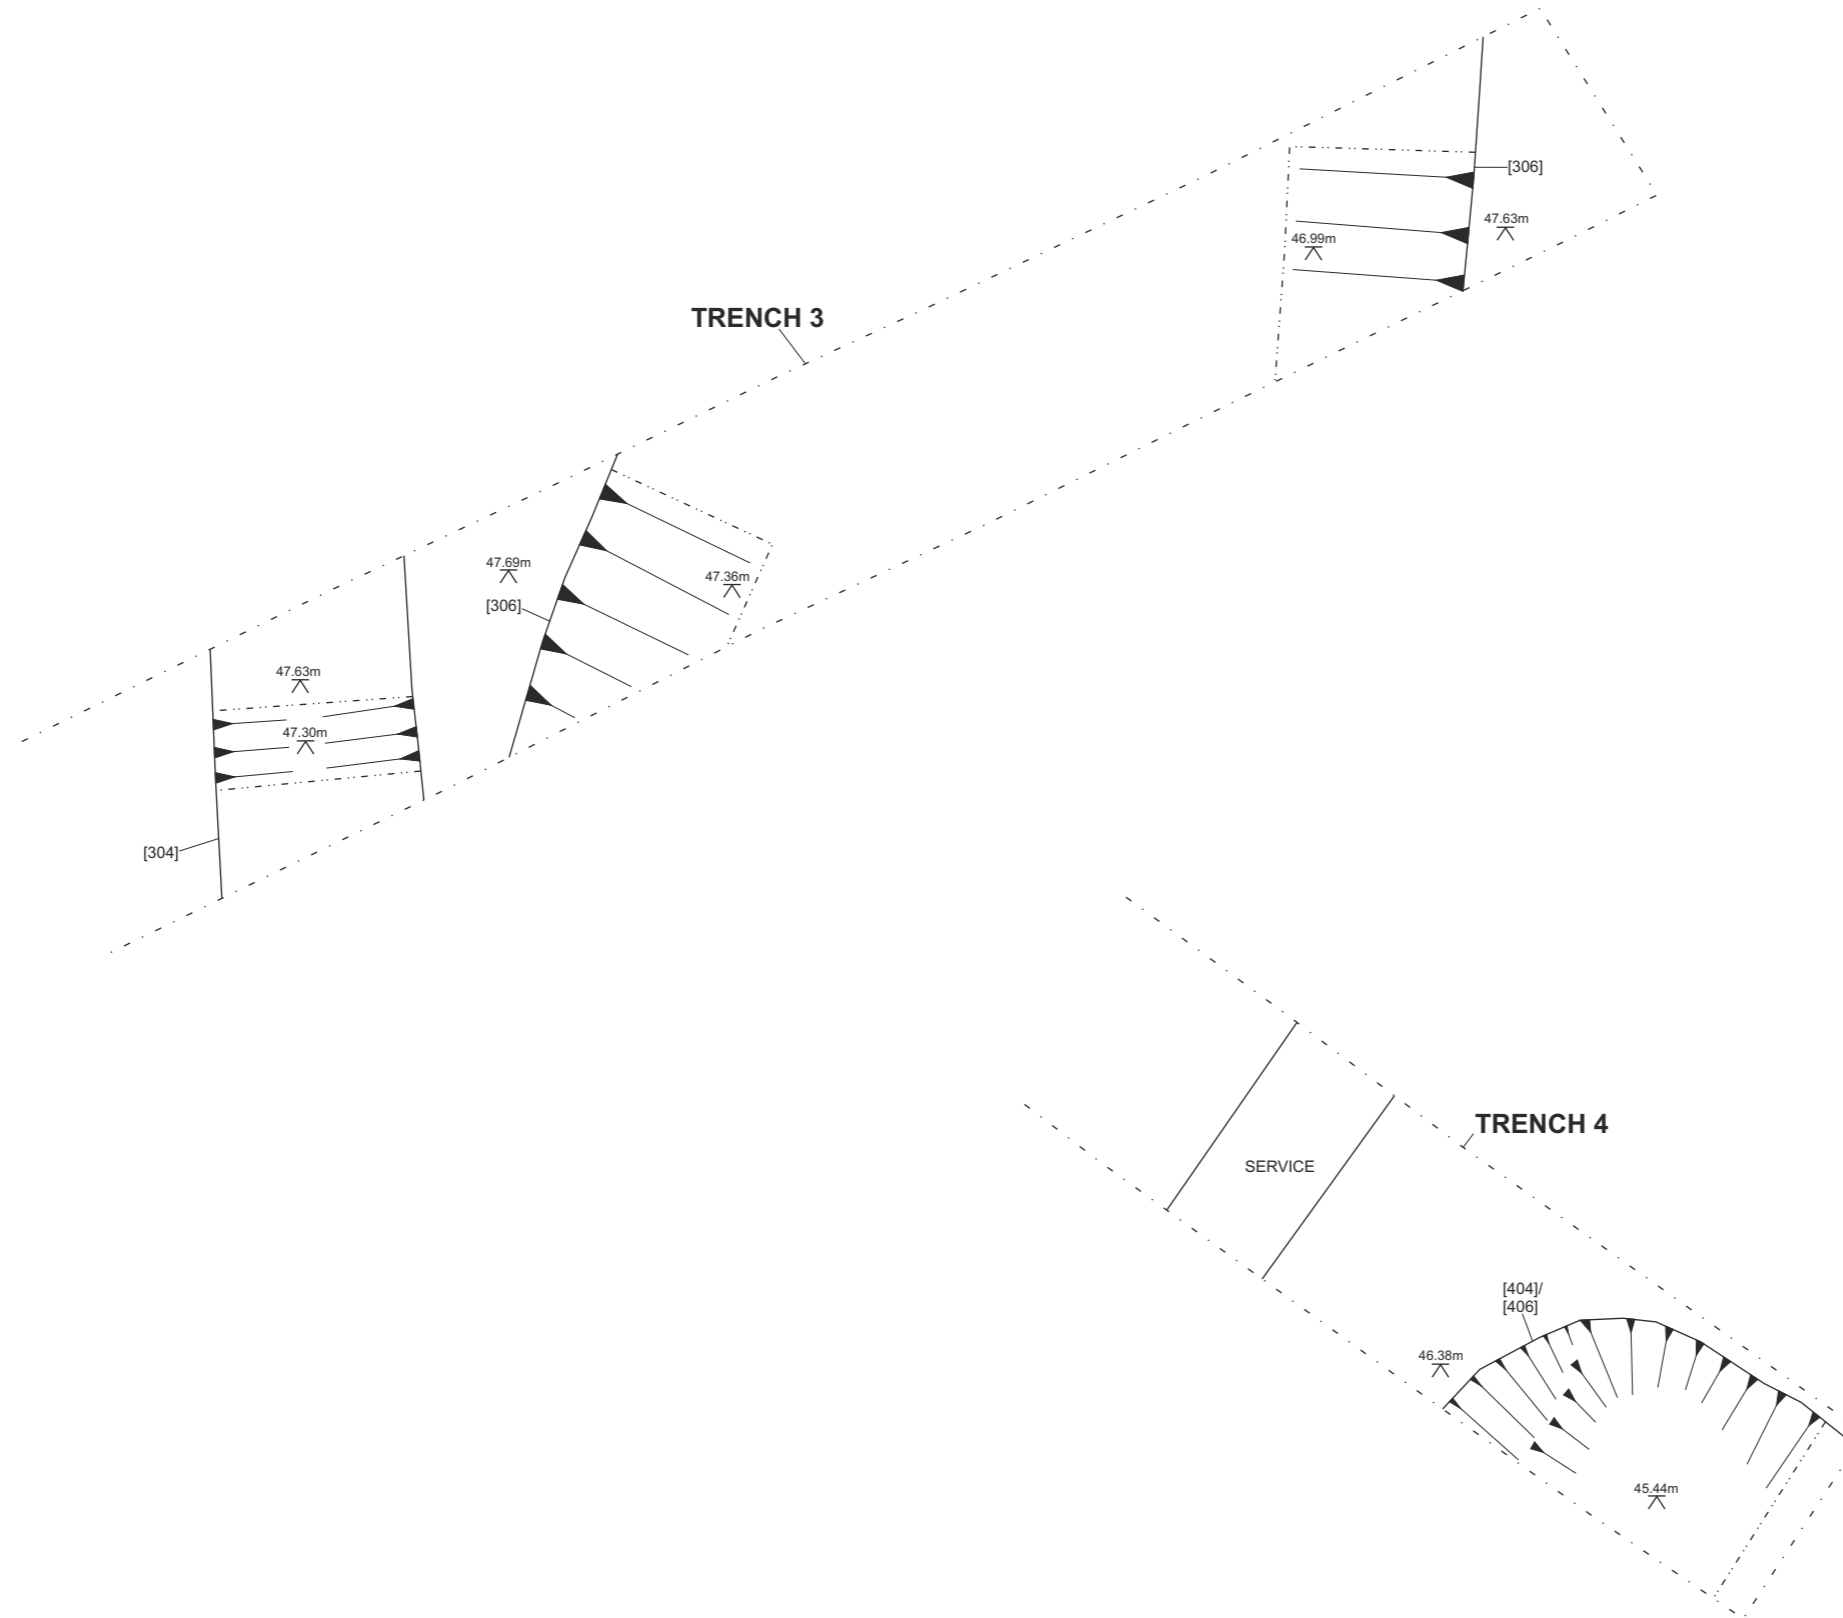 [306]
47.63m
46.99m
TRENCH 3
47.69m
47.36m
[306]
47.63m
47.30m
[304]
TRENCH 4
SERVICE
[404]/
[406]
46.38m
45.44m